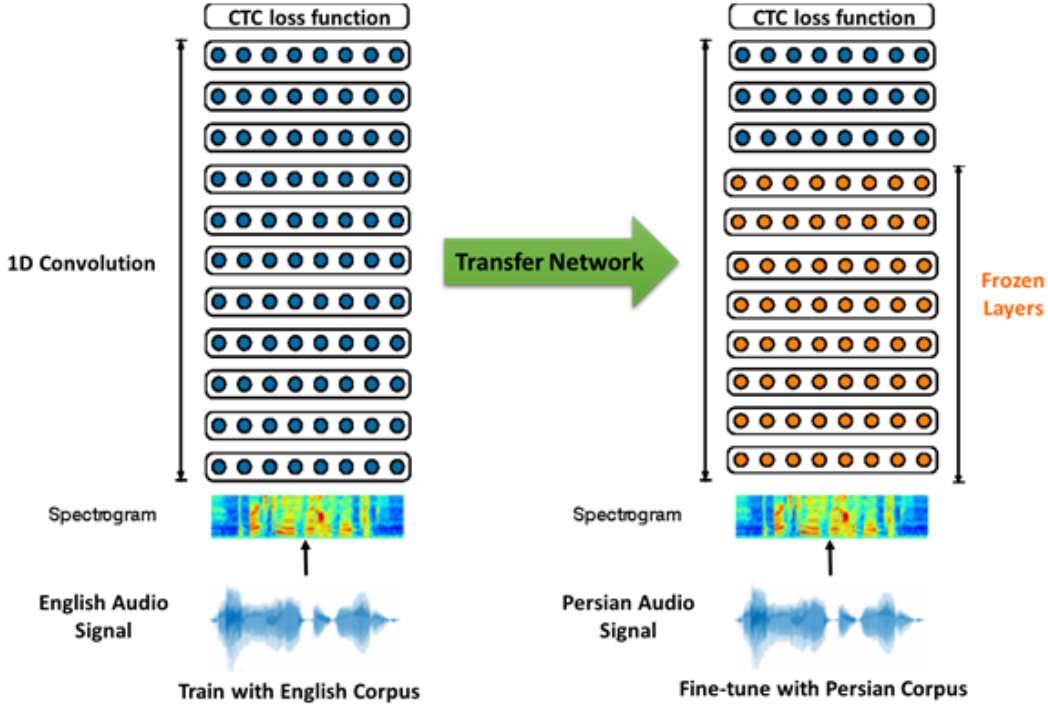 CTC loss function
1D Convolution
Spectrogram
English Audio
Signal
Train with English Corpus
Transfer Network
CTC loss function
Frozen
Layers
Spectrogram
Persian Audio
Signal
Fine-tune with Persian Corpus